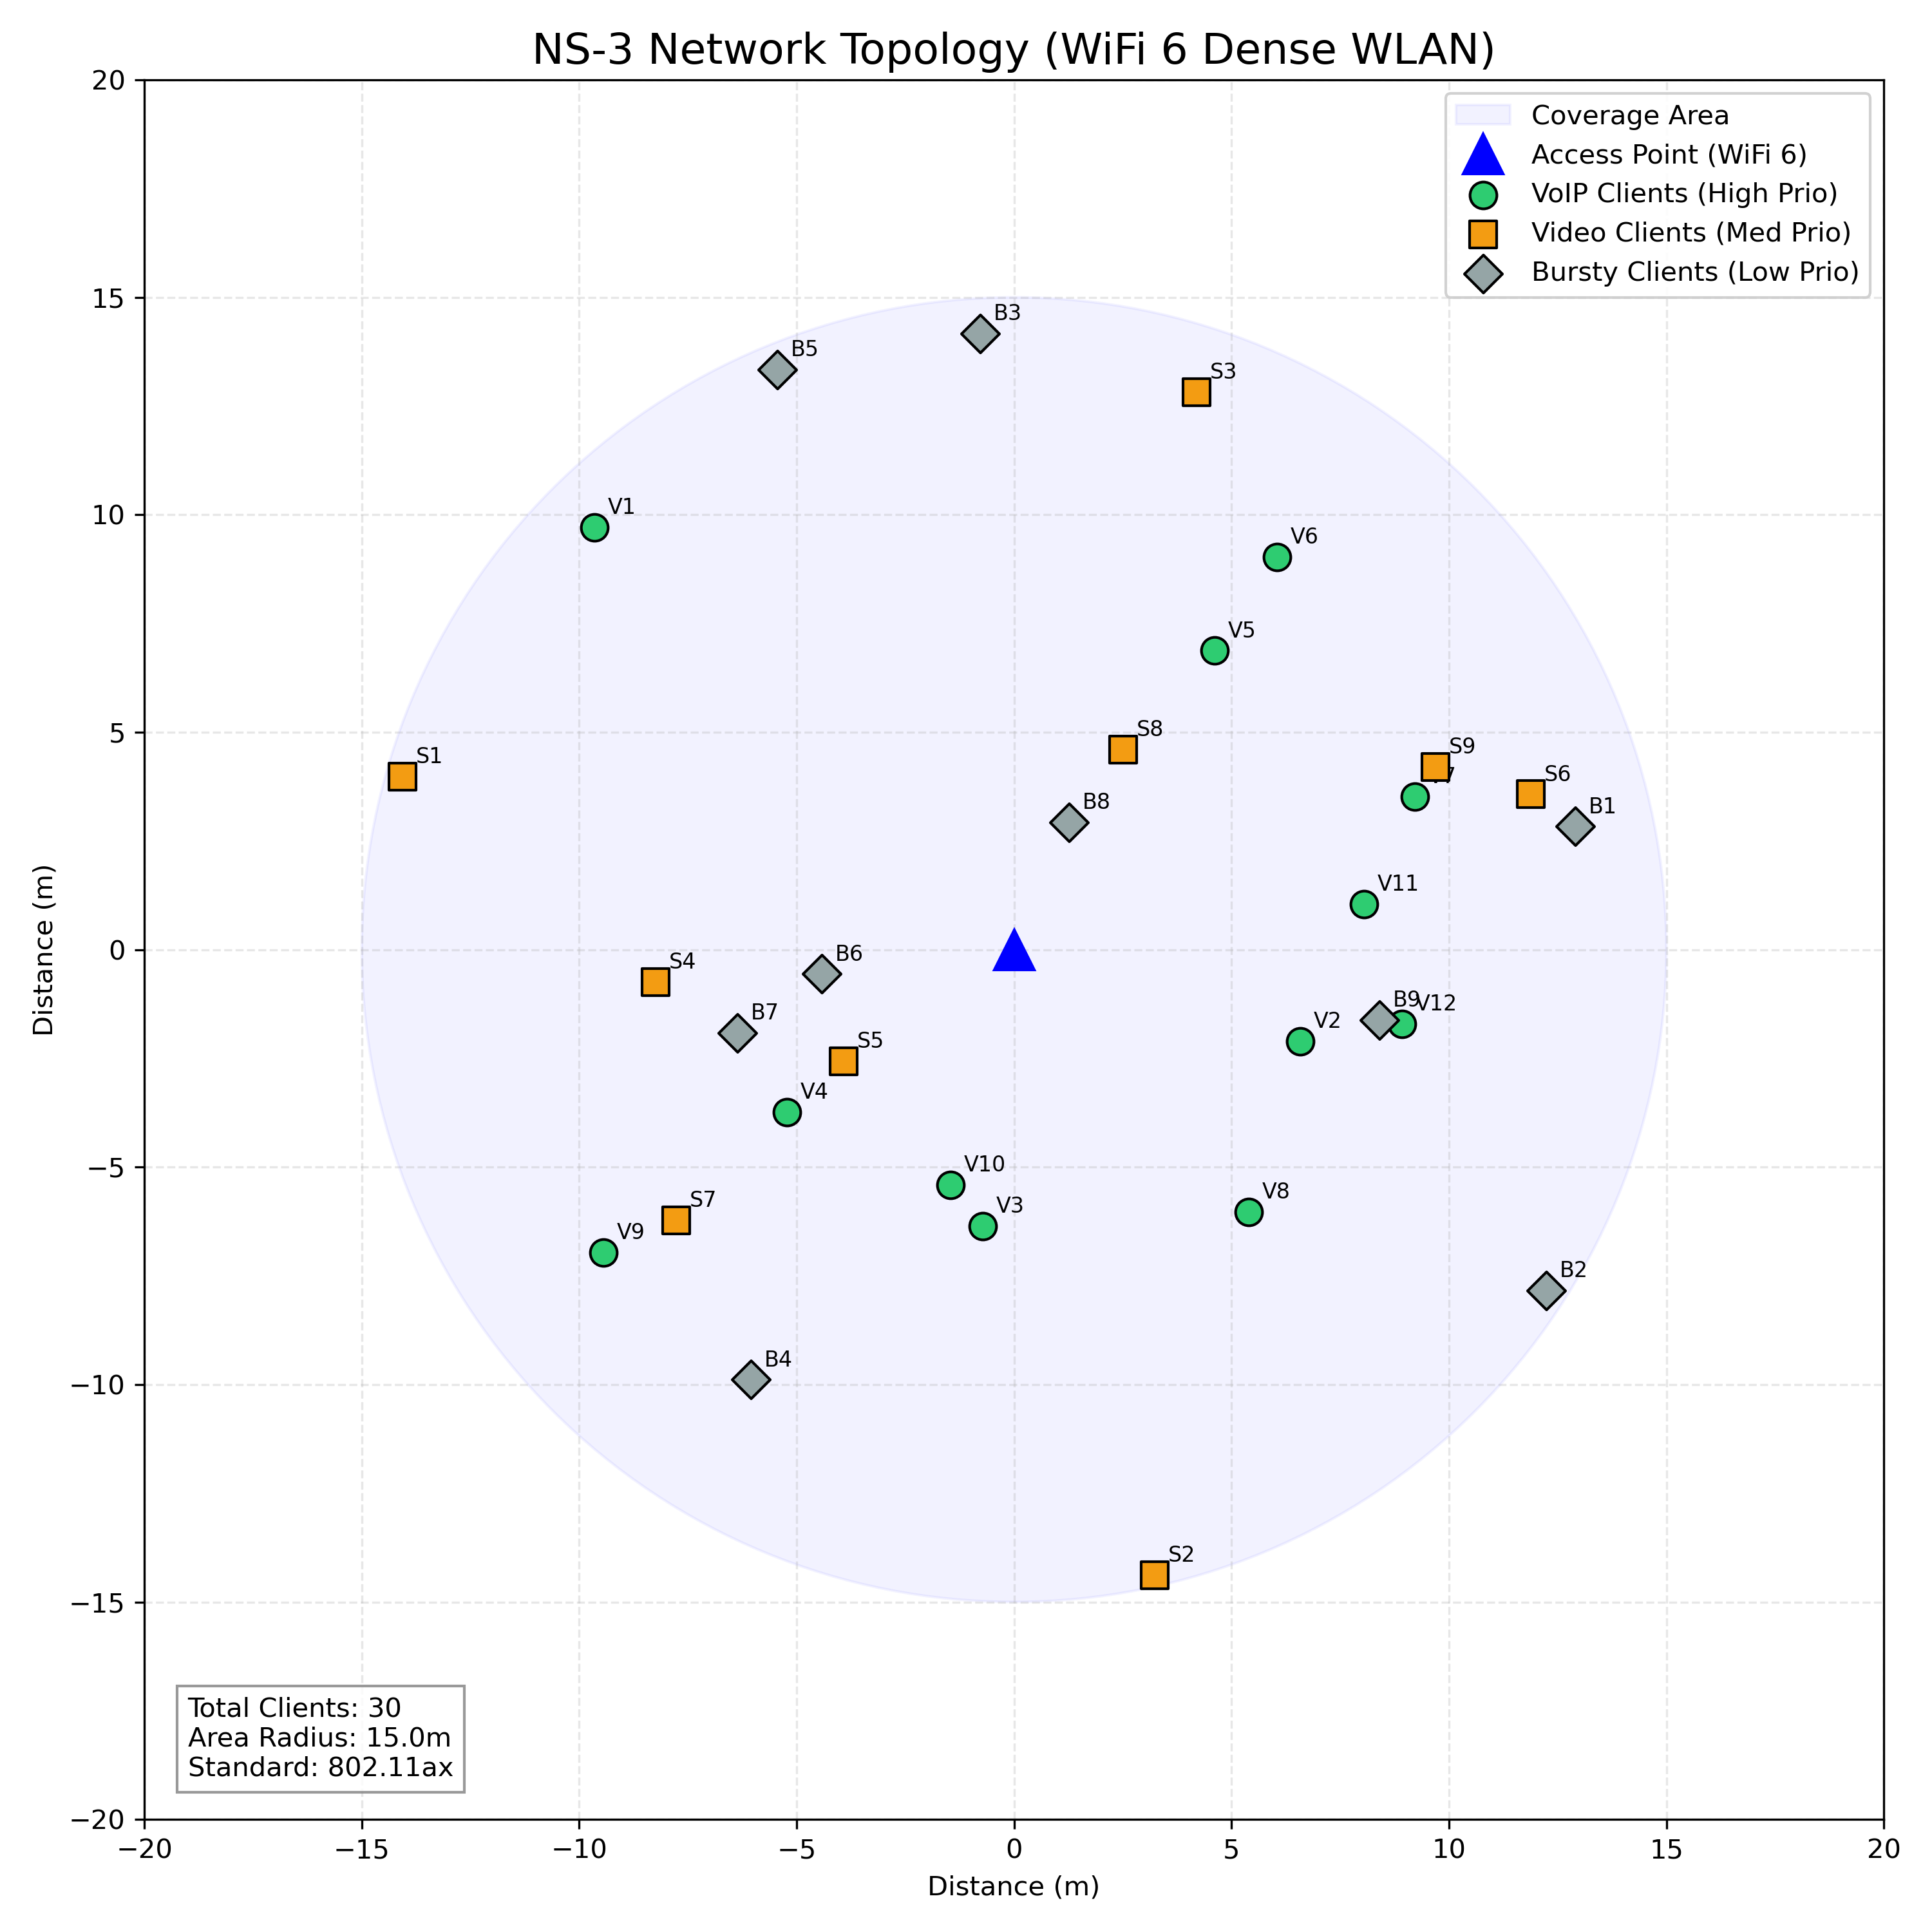 NS-3 Network Topology (WiFi 6 Dense WLAN)
Coverage Area
Access Point (WiFi 6)
VoIP Clients (High Prio)
Video Clients (Med Prio)
Bursty Clients (Low Prio)
20
15
10
5
0
−5
−10
−15
−20
Distance (m)
B3
B5
S3
V1
V6
V5
S8
S9
S1
S6
B8
B1
V11
B6
S4
B9
V12
B7
V2
S5
V4
V10
V8
V3
S7
V9
B2
B4
S2
Total Clients: 30
Area Radius: 15.0m
Standard: 802.11ax
−20
−15
−10
−5
0
5
10
15
20
Distance (m)